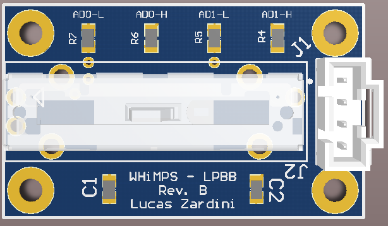 AD0-L AD0-H AD1-L AD1-H
R7 R6 R5 R4
J1
J2
C1 C2
WHiMPS - LPBB
Rev. B
Lucas Zardini